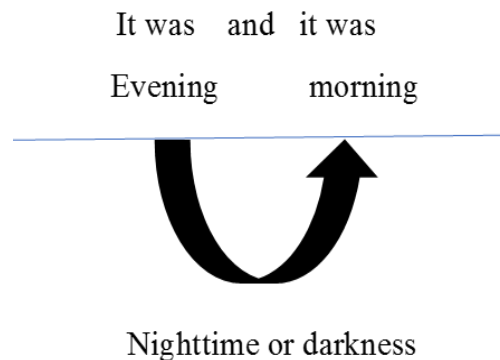 It was and it was
Evening morning
Nighttime or darkness